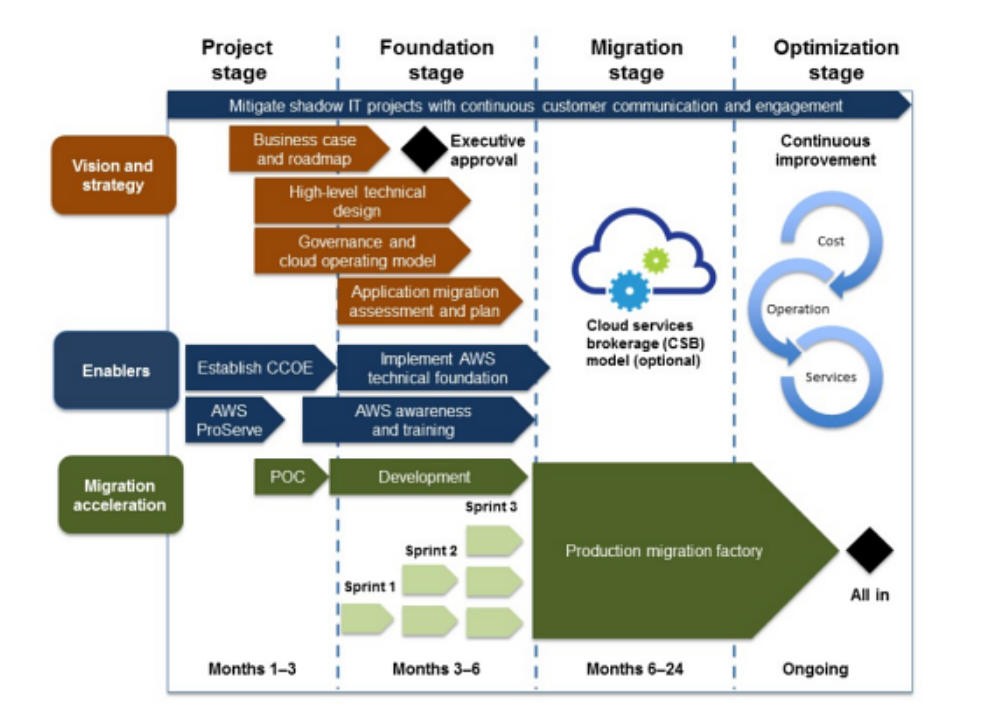 Project
stage
Foundation
stage
Migration
stage
Optimization
stage
Mitigate shadow IT projects with continuous customer communication and engagement
Vision and
strategy
Business case
and roadmap
Executive
approval
High-level technical
design
Governance and
cloud operating model
Application migration
assessment and plan
Continuous
improvement
Cost
Operation
Services
Cloud services
brokerage (CSB)
model (optional)
Enablers
Establish CCOE
Implement AWS
technical foundation
AWS
ProServe
AWS awareness
and training
Migration
acceleration
POC
Development
Sprint 3
Sprint 2
Sprint 1
Production migration factory
All in
Months 1–3
Months 3–6
Months 6–24
Ongoing